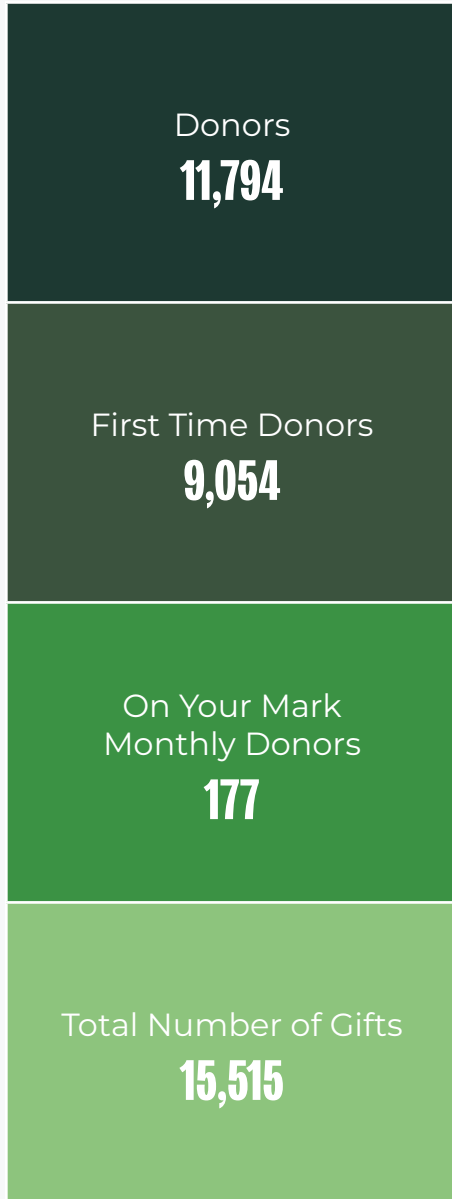 Donors
11,794
First Time Donors
9,054
On Your Mark
Monthly Donors
177
Total Number of Gifts
15,515